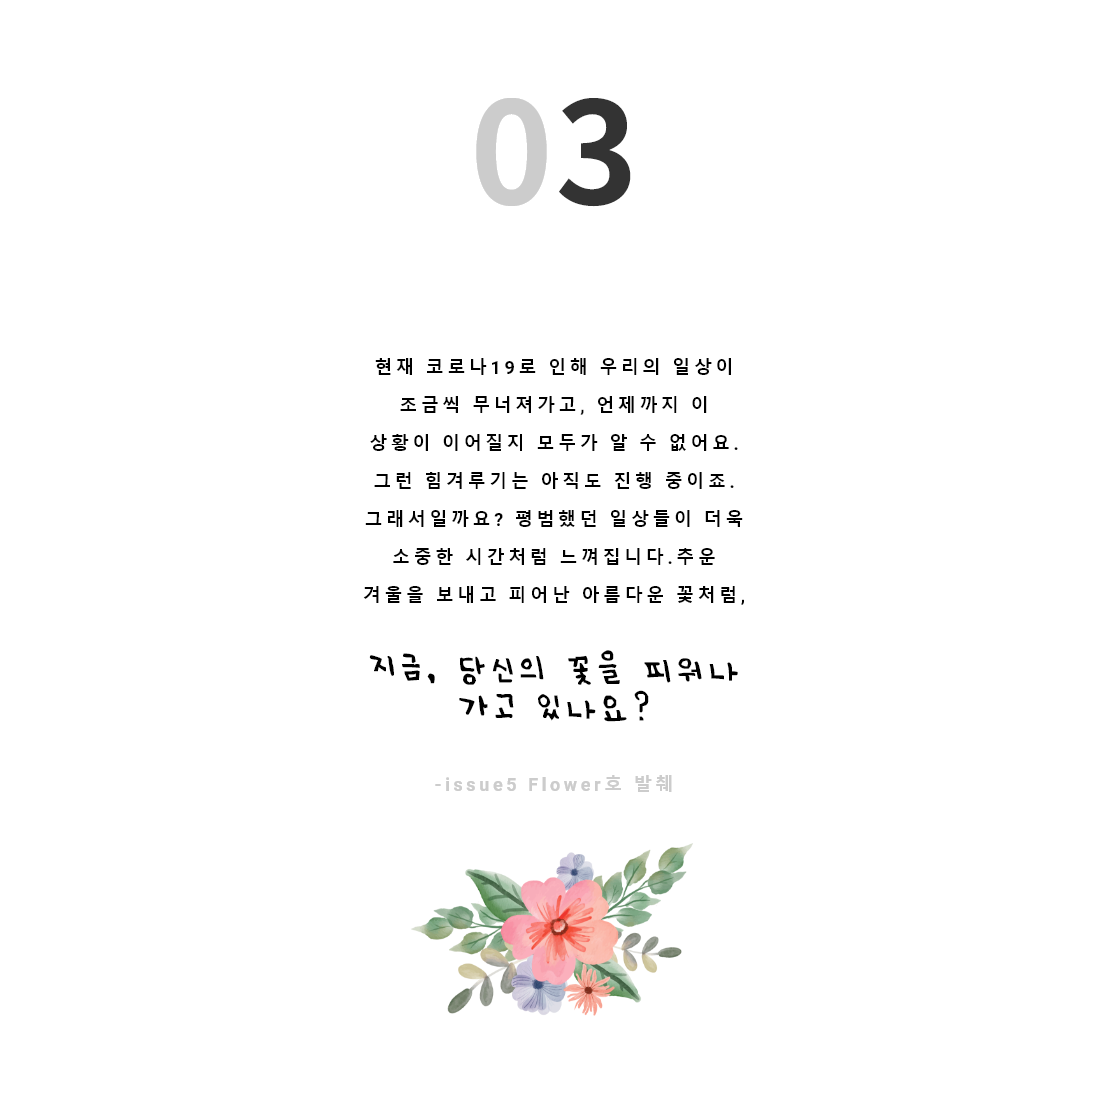 03
현재 코로나19로 인해 우리의 일상이
조금씩 무너져가고, 언제까지 이
상황이 이어질지 모두가 알 수 없어요.
그런 힘겨루기는 아직도 진행 중이죠.
그래서일까요? 평범했던 일상들이 더욱
소중한 시간처럼 느껴집니다.추운
겨울을 보내고 피어난 아름다운 꽃처럼,
지금, 당신의 꽃을 피워나
가고 있나요?
-issue5 Flower호 발췌